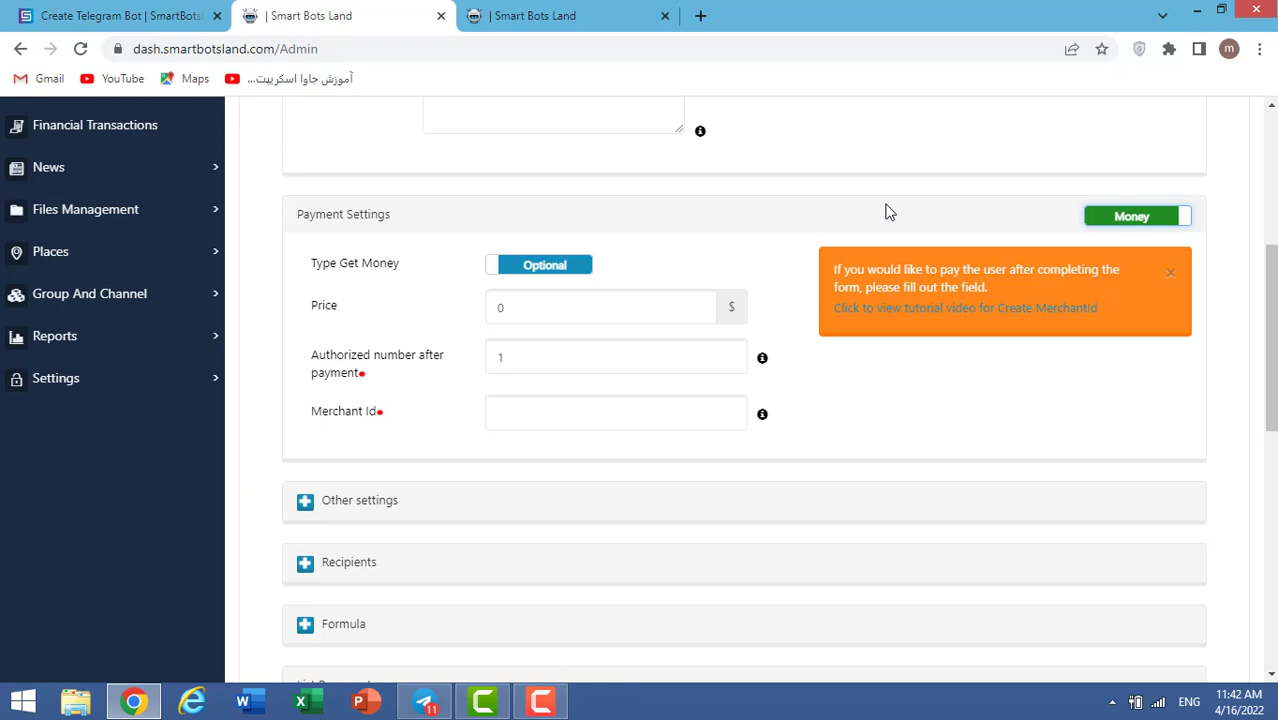 Create Telegram Bot | SmartBotsL
| Smart Bots Land
| Smart Bots Land
dash.smartbotsland.com/Admin
m
Gmail
YouTube
Maps
آموزش جاوا اسکریپت...
Financial Transactions
News
Files Management
Places
Group And Channel
Reports
Settings
Payment Settings
Money
Type Get Money
Optional
Price
0
$
Authorized number after
payment
1
Merchant Id
If you would like to pay the user after completing the
form, please fill out the field.
Click to view tutorial video for Create MerchantId
Other settings
Recipients
Formula
11
ENG
11:42 AM
4/16/2022